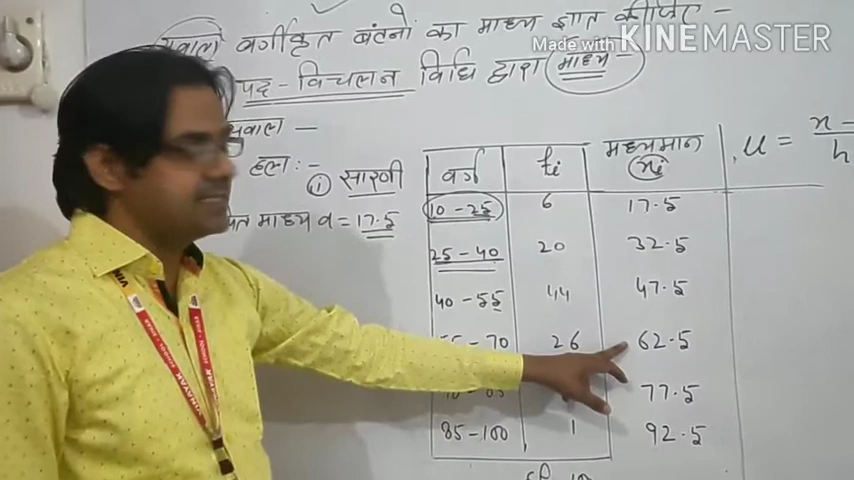 वर्गीकृत बंटनों का माध्य ज्ञात कीजिए -
Made with KINEMASTER
पद - विचलन विधि द्वारा माध्य -
हल :-
(i) सारणी
माध्य a = 17.5
वर्ग fi मध्यमान xi u =
10 - 25 6 17.5
25 - 40 20 32.5
40 - 55 44 47.5
70 26 62.5
77.5
85-100 1 92.5
VINAYAK SCHOOL